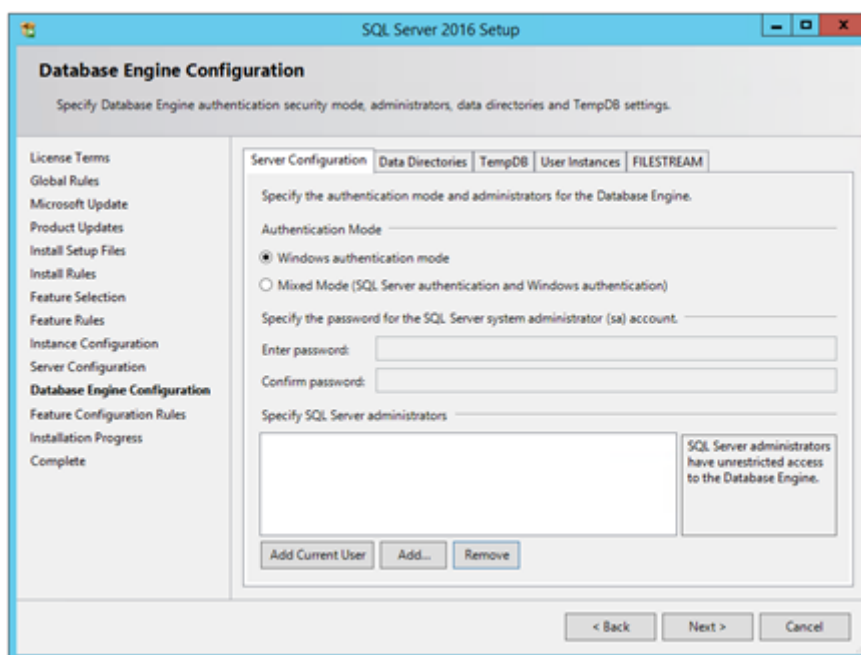 SQL Server 2016 Setup
Database Engine Configuration
Specify Database Engine authentication security mode, administrators, data directories and TempDB settings.
License Terms
Global Rules
Microsoft Update
Product Updates
Install Setup Files
Install Rules
Feature Selection
Feature Rules
Instance Configuration
Server Configuration
Database Engine Configuration
Feature Configuration Rules
Installation Progress
Complete
Server Configuration Data Directories TempDB User Instances FILESTREAM
Specify the authentication mode and administrators for the Database Engine.
Authentication Mode
Windows authentication mode
Mixed Mode (SQL Server authentication and Windows authentication)
Specify the password for the SQL Server system administrator (sa) account.
Enter password:
Confirm password:
Specify SQL Server administrators
SQL Server administrators
have unrestricted access
to the Database Engine.
Add Current User Add... Remove
< Back Next > Cancel